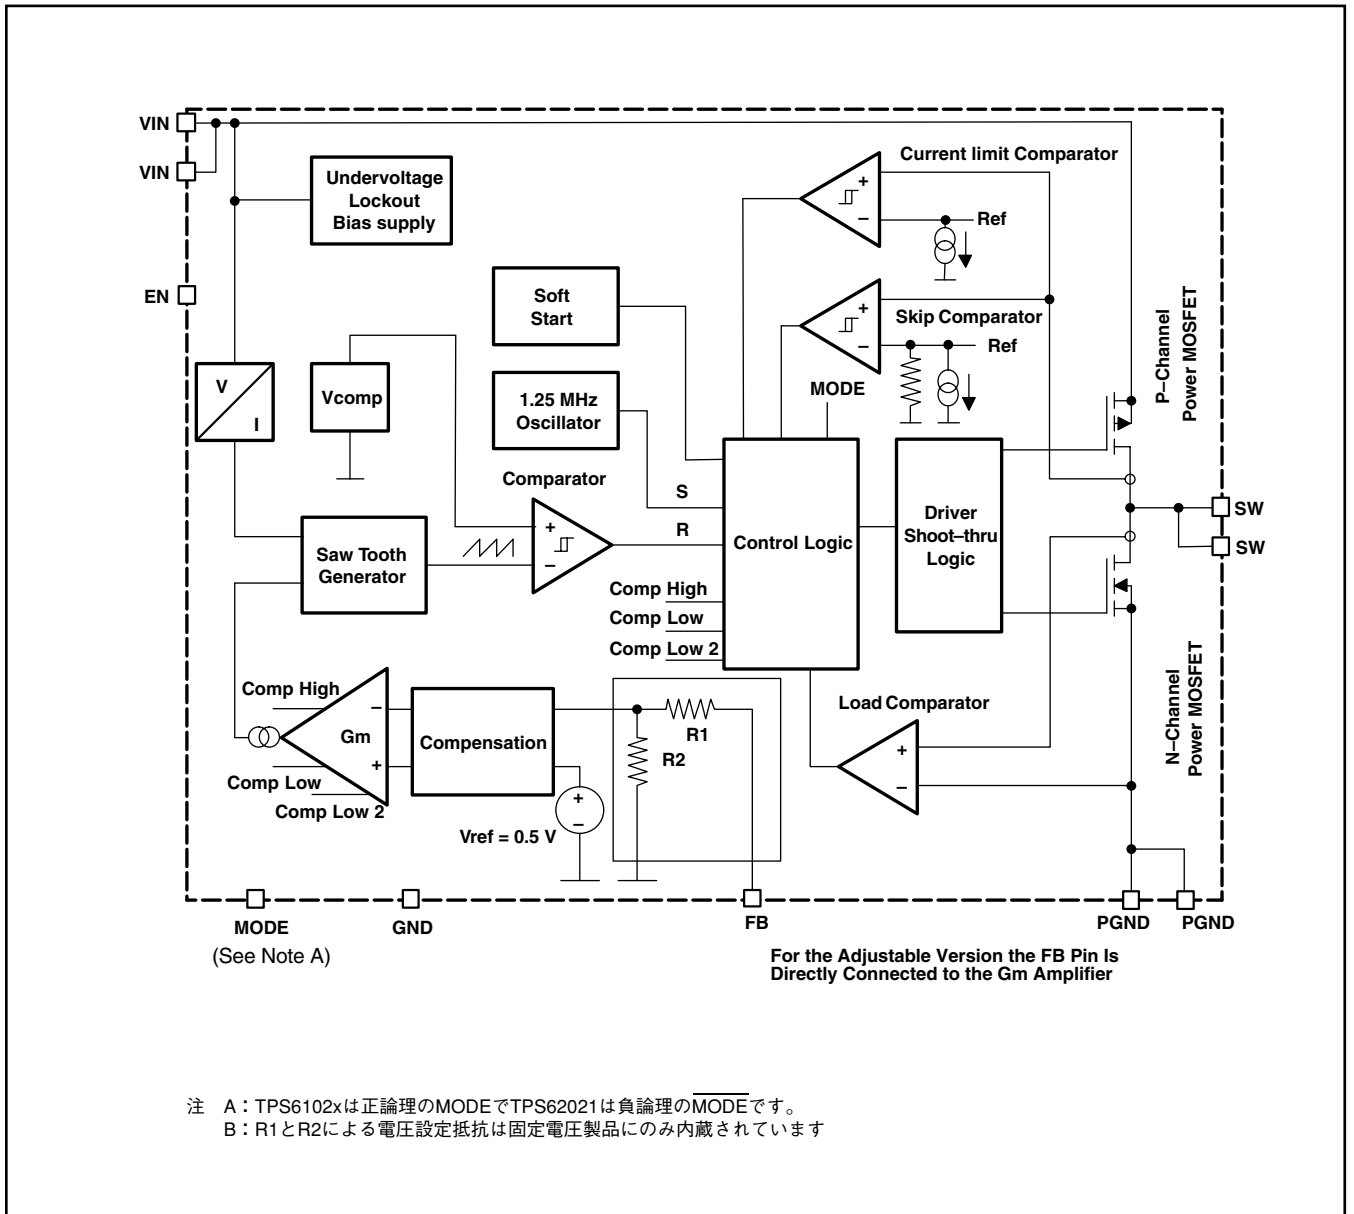 VIN
VIN
EN
Undervoltage
Lockout
Bias supply
Current limit Comparator
+
−
Ref
Soft
Start
+
−
Skip Comparator
Ref
P–Channel
Power MOSFET
V
I
Vcomp
1.25 MHz
Oscillator
MODE
Comparator
S
R
+
−
Saw Tooth
Generator
Control Logic
Driver
Shoot–thru
Logic
SW
SW
Comp High
Comp Low
Comp Low 2
Comp High
Gm
−
+
Comp Low
Comp Low 2
Compensation
+
−
Vref = 0.5 V
R1
R2
Load Comparator
+
−
N–Channel
Power MOSFET
MODE
(See Note A)
GND
FB
PGND
PGND
For the Adjustable Version the FB Pin Is
Directly Connected to the Gm Amplifier
注 A：TPS6102xは正論理のMODEでTPS62021は負論理のMODEです。
B：R1とR2による電圧設定抵抗は固定電圧製品にのみ内蔵されています